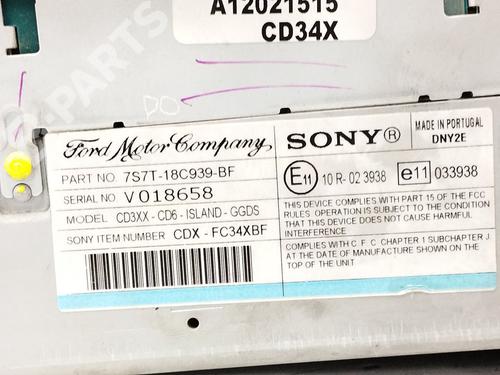 A12021515
CD34X
DO
Ford Motor Company
SONY®
MADE IN PORTUGAL
DNY2E
PART NO 7S7T-18C939-BF
SERIAL NO V018658
MODEL CD3XX - CD6 - ISLAND - GGDS
SONY ITEM NUMBER CDX - FC34XBF
E11 10 R- 02 3938
e11 033938
THIS DEVICE COMPLIES WITH PART 15 OF THE FCC
RULES. OPERATION IS SUBJECT TO THE CONDITION
THAT THIS DEVICE DOES NOT CAUSE HARMFUL
INTERFERENCE
COMPLIES WITH C. F. C CHAPTER 1 SUBCHAPTER J
AT THE DATE OF MANUFACTURE SHOWN ON THE
TOP OF THE UNIT